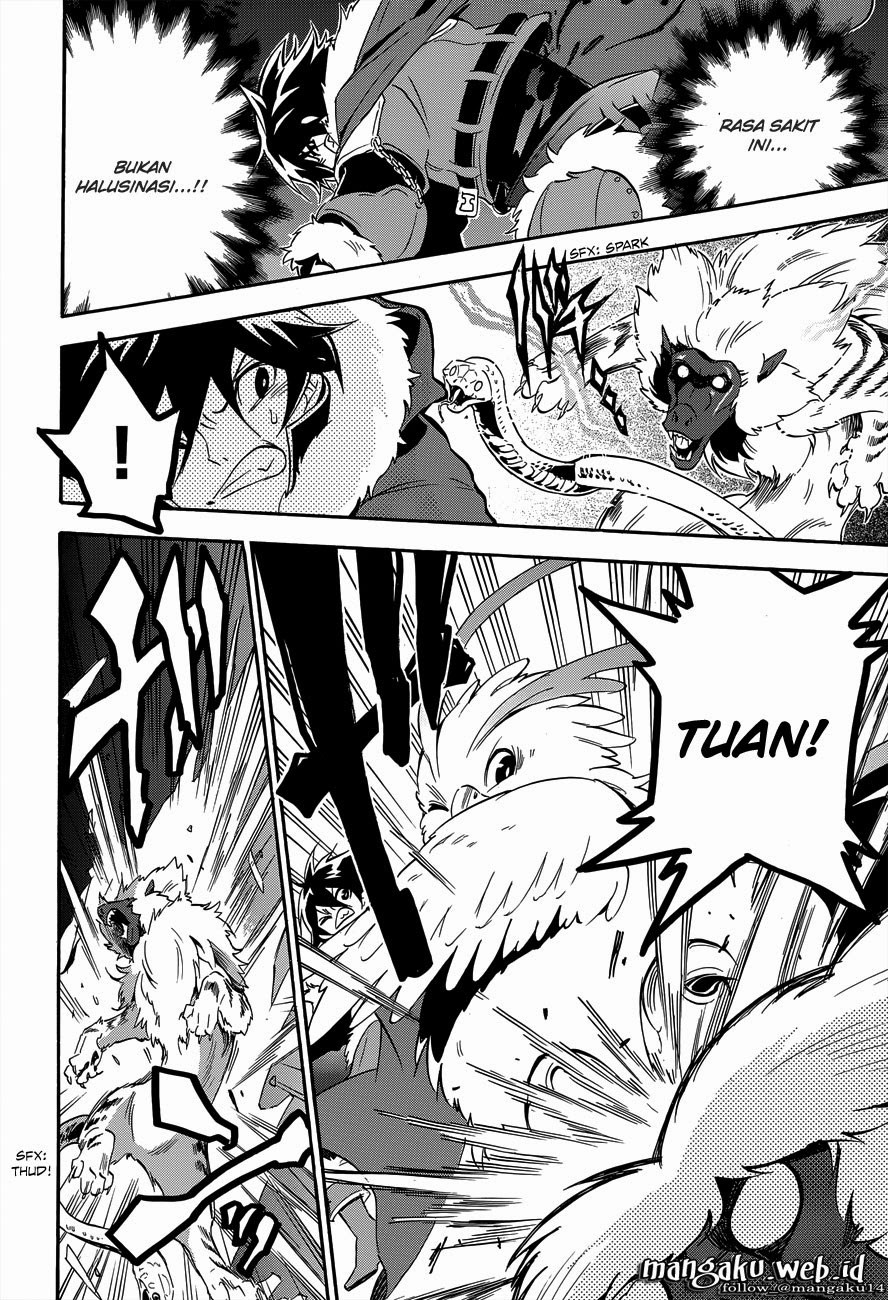 RASA SAKIT
INI...
BUKAN
HALUSINASI...!!
SFX: SPARK
!
TUAN!
SFX:
THUD!
mangaku.web.id
follow @mangaku14